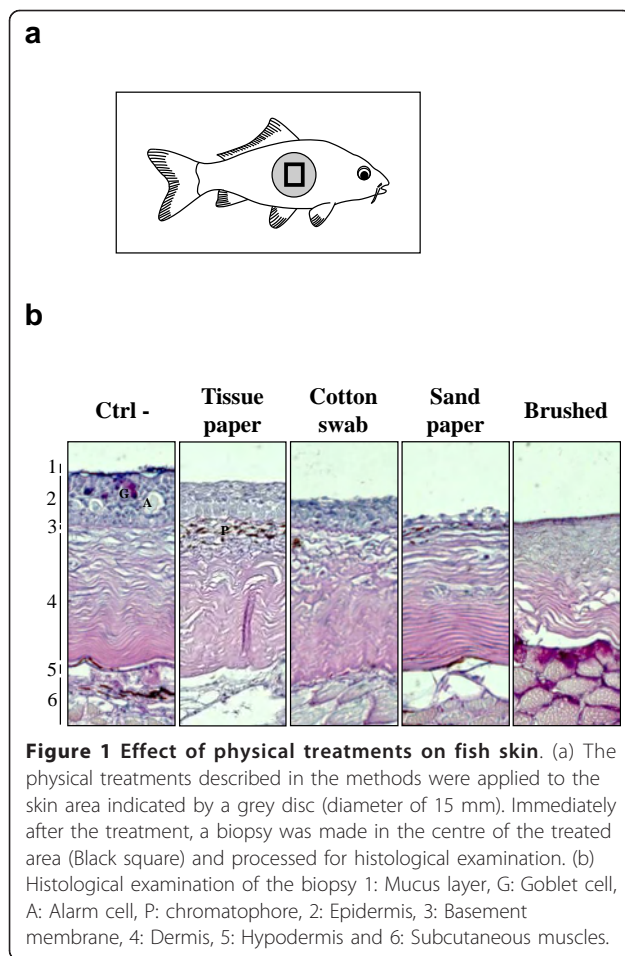 a
b
Ctrl -
Tissue paper
Cotton swab
Sand paper
Brushed
1
2
3
4
5
6
G
A
P
Figure 1 Effect of physical treatments on fish skin. (a) The
physical treatments described in the methods were applied to the
skin area indicated by a grey disc (diameter of 15 mm). Immediately
after the treatment, a biopsy was made in the centre of the treated
area (Black square) and processed for histological examination. (b)
Histological examination of the biopsy 1: Mucus layer, G: Goblet cell,
A: Alarm cell, P: chromatophore, 2: Epidermis, 3: Basement
membrane, 4: Dermis, 5: Hypodermis and 6: Subcutaneous muscles.